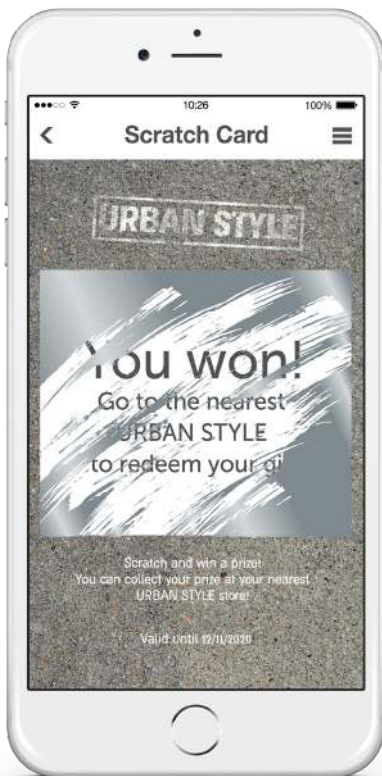 10:26
100%
Scratch Card
URBAN STYLE
You won!
Go to the nearest
URBAN STYLE
to redeem your
Scratch and win a prize!
You can collect your prize at your nearest
URBAN STYLE store!
Valid until 12/11/2020